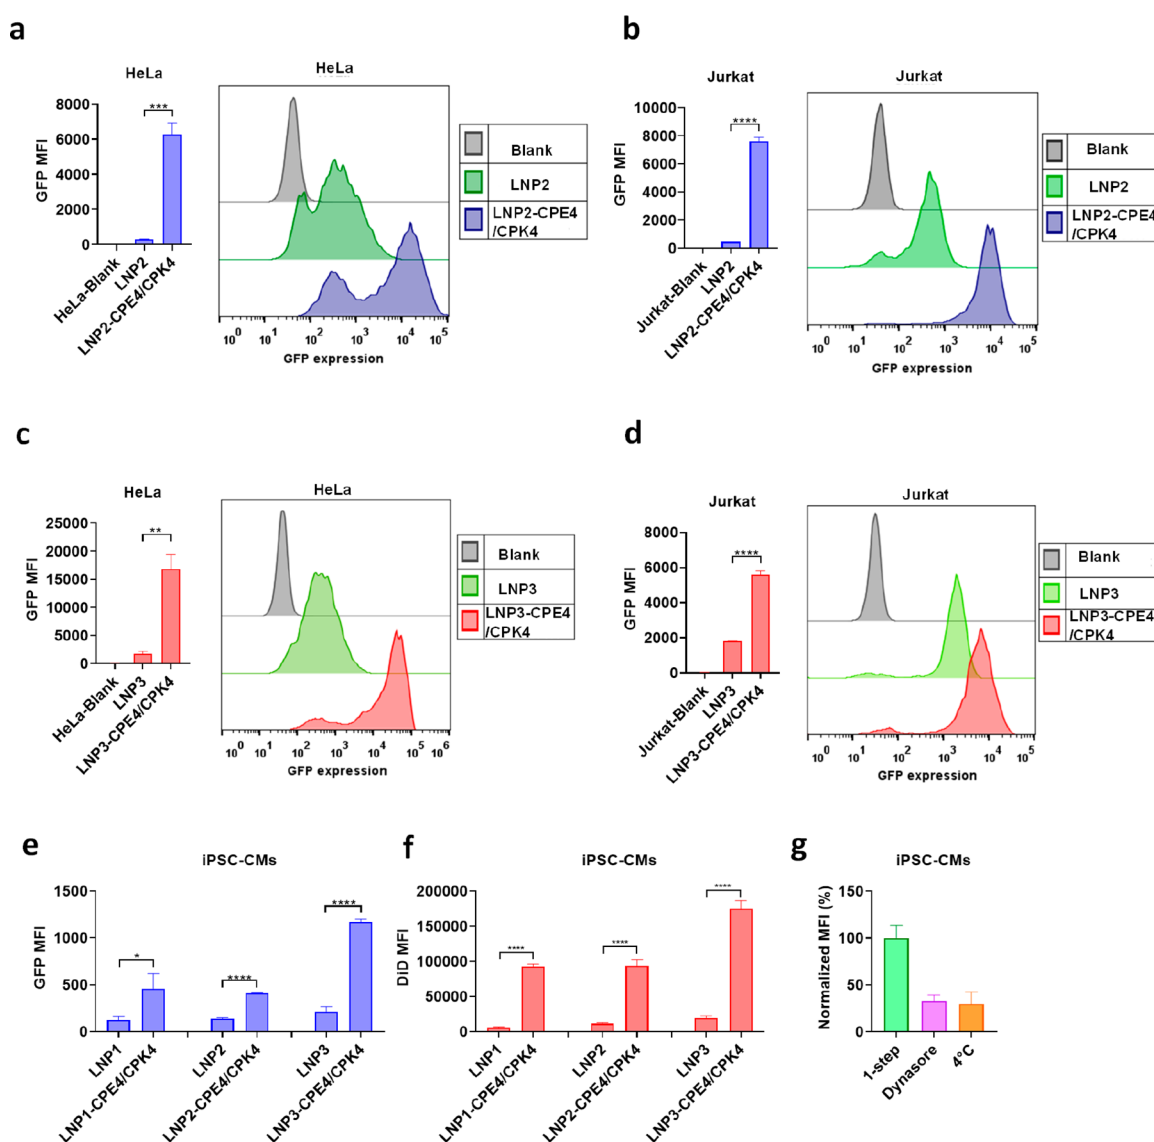 a
HeLa
GFP MFI
8000
6000
4000
2000
0
***
HeLa-Blank
LNP2
LNP2-CPE4/CPK4
HeLa
10^0 10^1 10^2 10^3 10^4 10^5
GFP expression
Blank
LNP2
LNP2-CPE4
/CPK4
b
Jurkat
GFP MFI
10000
8000
6000
4000
2000
0
****
Jurkat-Blank
LNP2
LNP2-CPE4/CPK4
Jurkat
10^0 10^1 10^2 10^3 10^4 10^5
GFP expression
Blank
LNP2
LNP2-CPE4
/CPK4
c
HeLa
GFP MFI
25000
20000
15000
10000
5000
0
**
HeLa-Blank
LNP3
LNP3-CPE4/CPK4
HeLa
10^0 10^1 10^2 10^3 10^4 10^5 10^6
GFP expression
Blank
LNP3
LNP3-CPE4
/CPK4
d
Jurkat
GFP MFI
8000
6000
4000
2000
0
****
Jurkat-Blank
LNP3
LNP3-CPE4/CPK4
Jurkat
10^0 10^1 10^2 10^3 10^4 10^5
GFP expression
Blank
LNP3
LNP3-CPE4
/CPK4
e
iPSC-CMs
GFP MFI
1500
1000
500
0
*
****
****
LNP1
LNP1-CPE4/CPK4
LNP2
LNP2-CPE4/CPK4
LNP3
LNP3-CPE4/CPK4
f
iPSC-CMs
DiD MFI
200000
150000
100000
50000
0
****
****
****
LNP1
LNP1-CPE4/CPK4
LNP2
LNP2-CPE4/CPK4
LNP3
LNP3-CPE4/CPK4
g
iPSC-CMs
Normalized MFI (%)
150
100
50
0
1-step
Dynasore
4°C